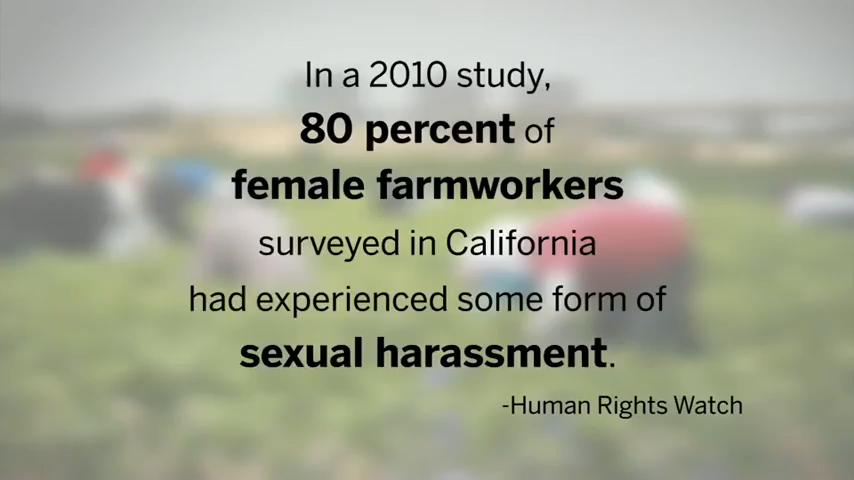 In a 2010 study,
80 percent of
female farmworkers
surveyed in California
had experienced some form of
sexual harassment.
-Human Rights Watch